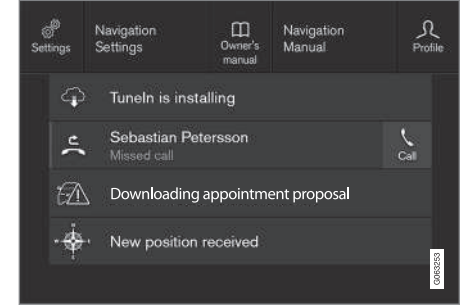 Settings
Navigation
Settings
Owner's
manual
Navigation
Manual
Profile
TuneIn is installing
Sebastian Petersson
Missed call
Call
Downloading appointment proposal
New position received
G063253